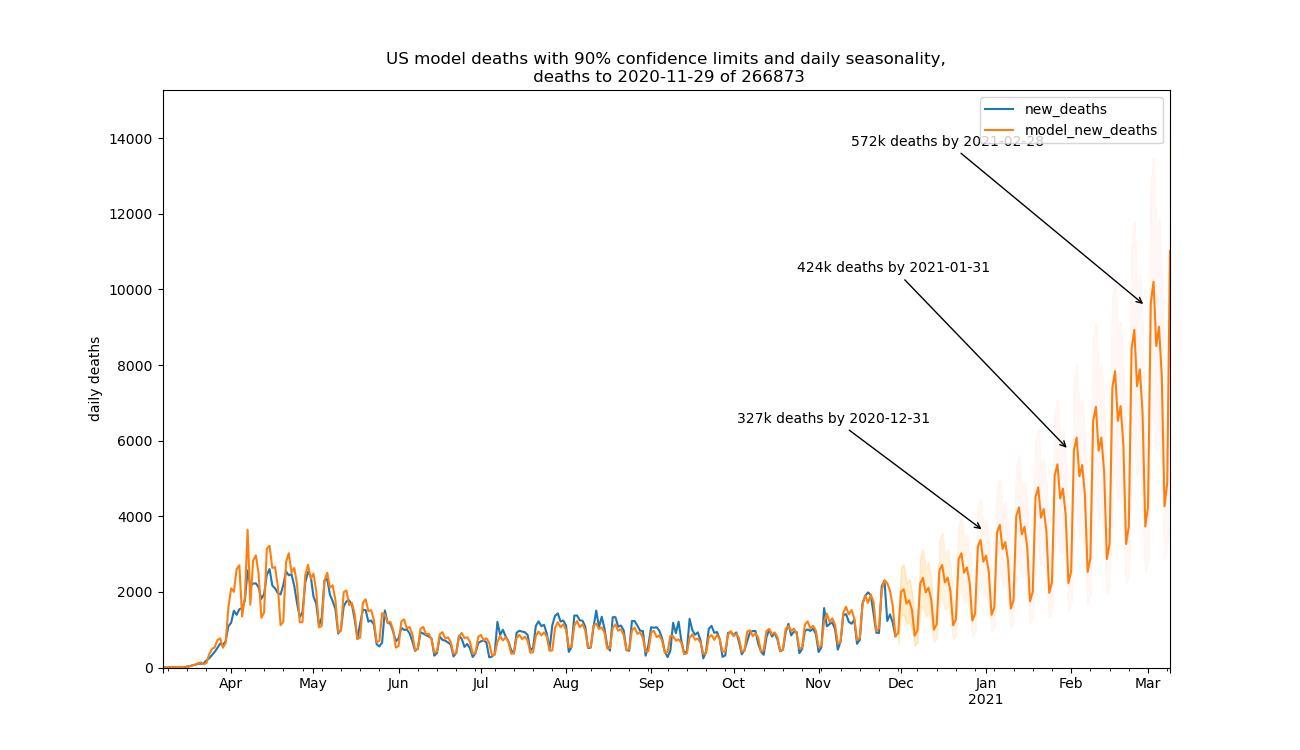 US model deaths with 90% confidence limits and daily seasonality,
deaths to 2020-11-29 of 266873
new_deaths
model_new_deaths
572k deaths by 2021-02-28
424k deaths by 2021-01-31
327k deaths by 2020-12-31
daily deaths
14000
12000
10000
8000
6000
4000
2000
0
Apr May Jun Jul Aug Sep Oct Nov Dec Jan Feb Mar
2021